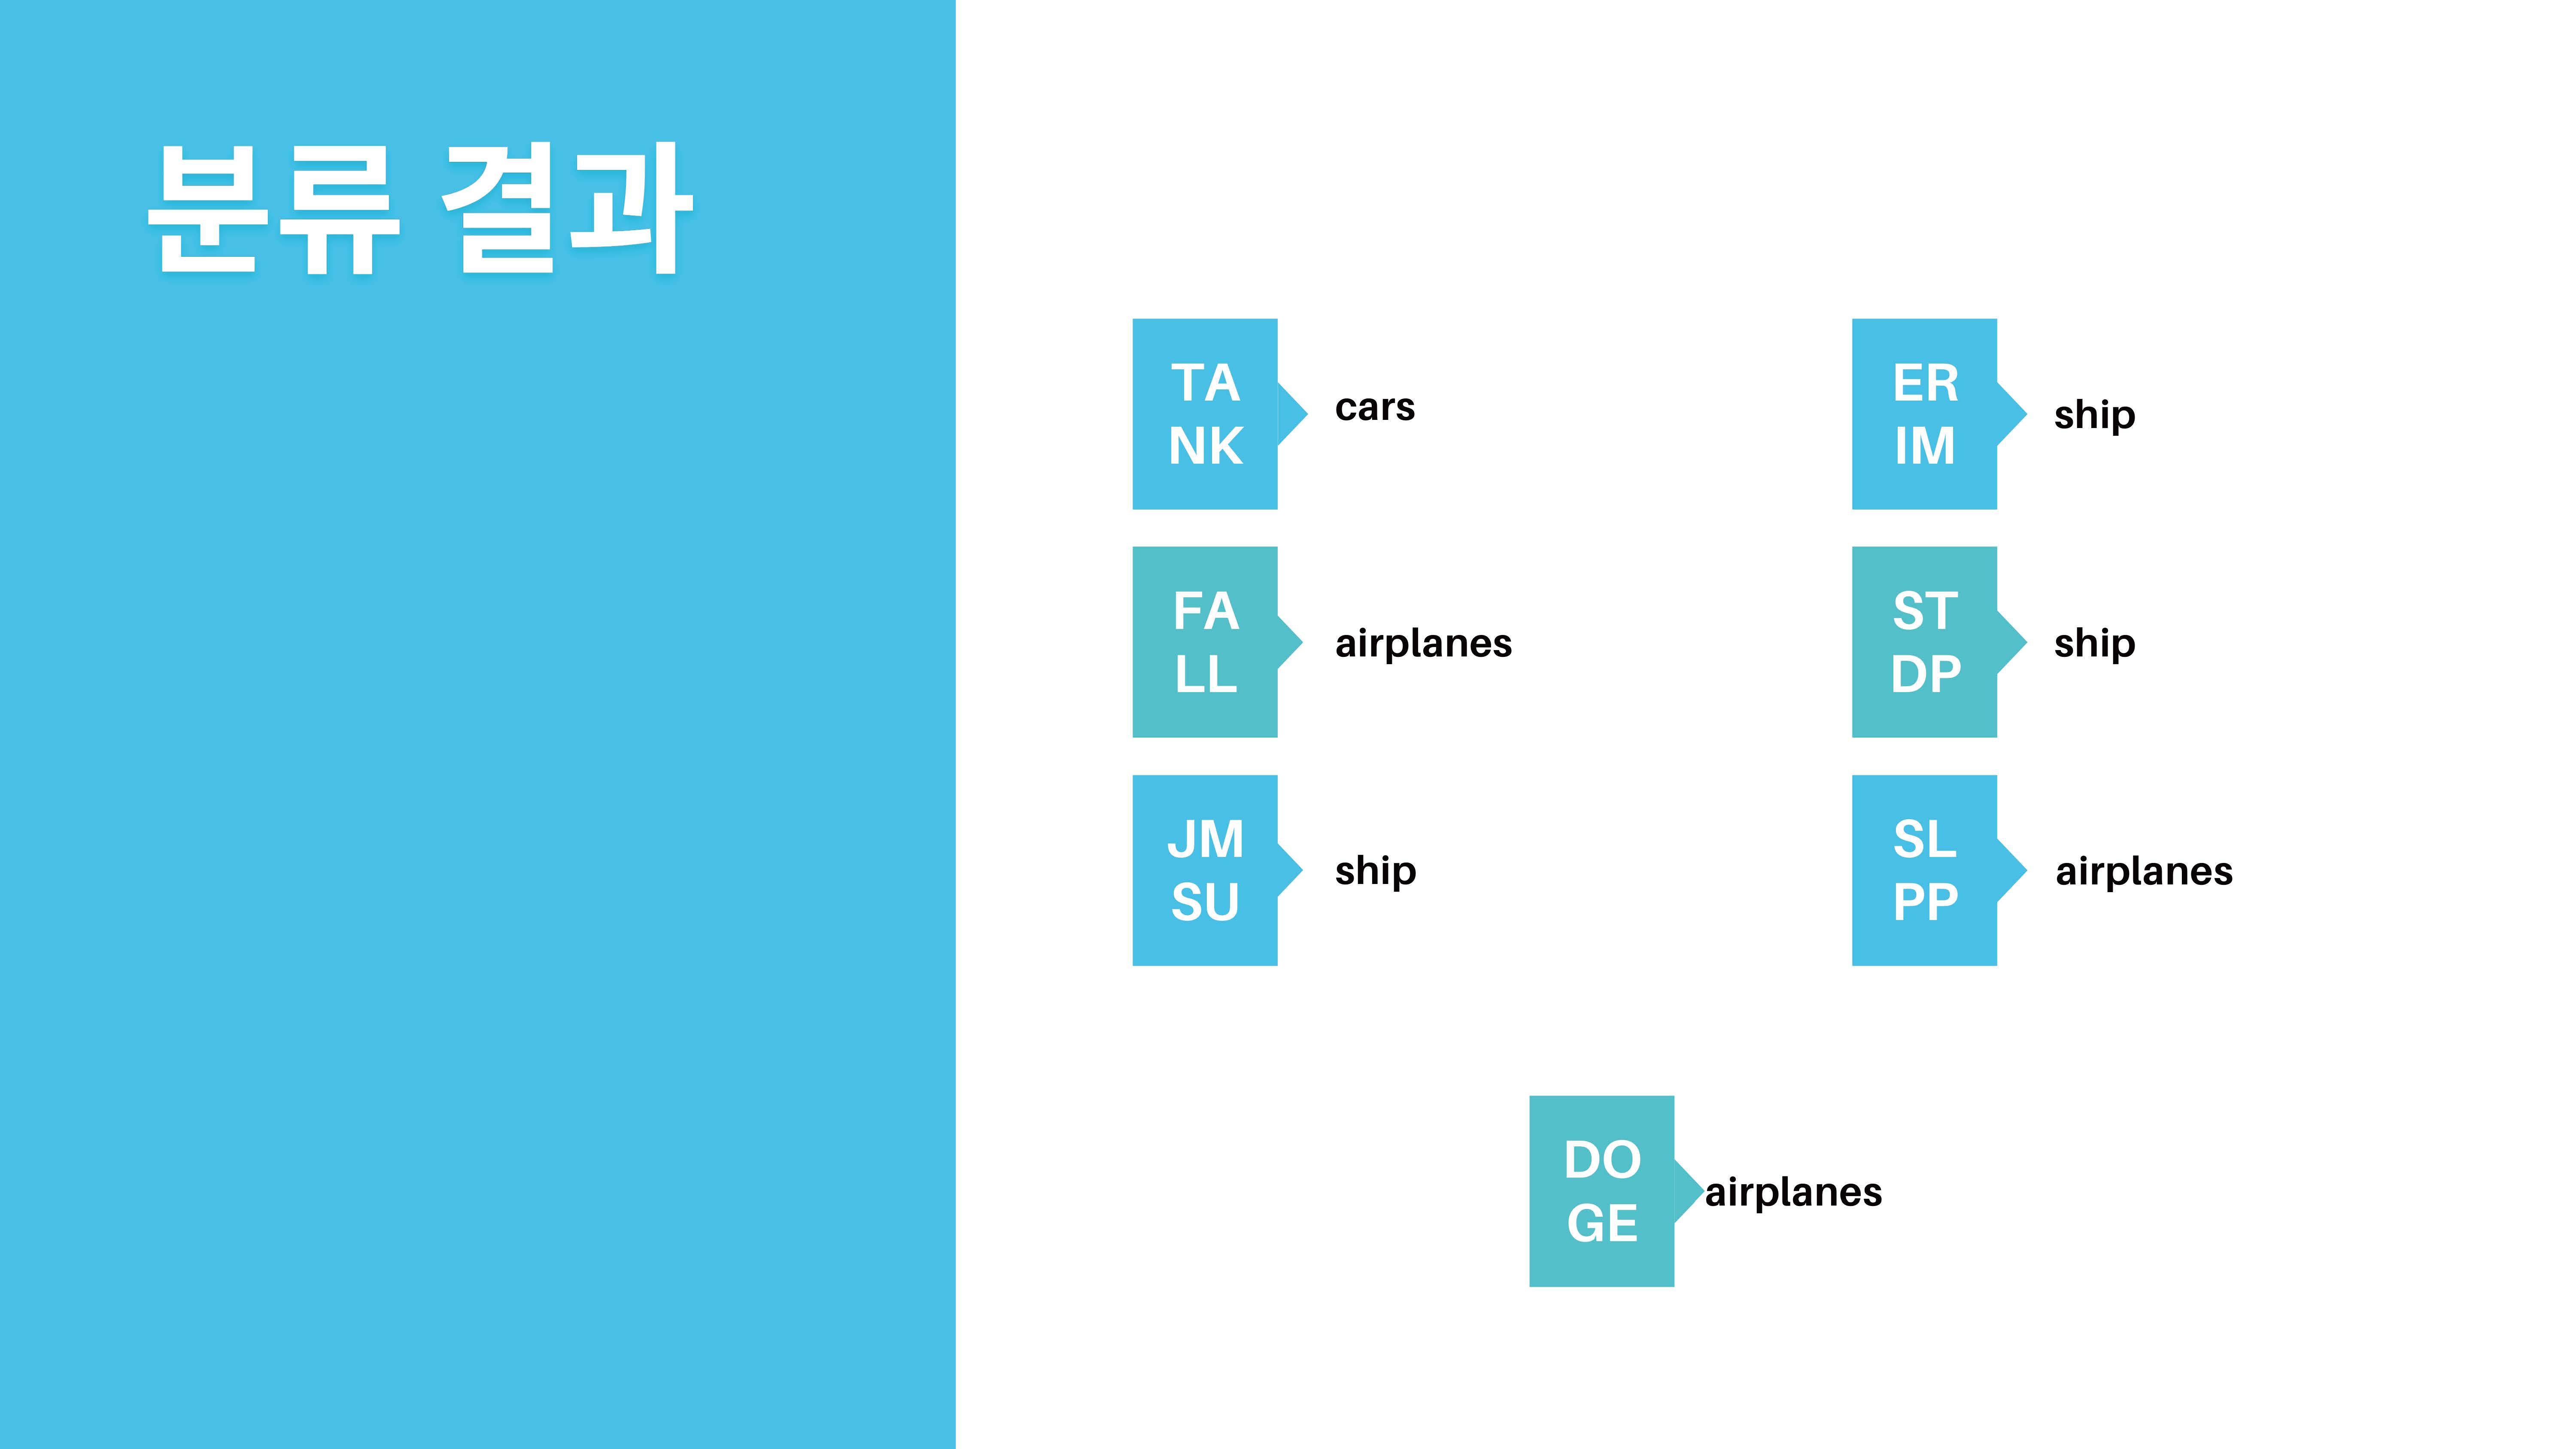 분류 결과
TA
NK
cars
ER
IM
ship
FA
LL
airplanes
ST
DP
ship
JM
SU
ship
SL
PP
airplanes
DO
GE
airplanes